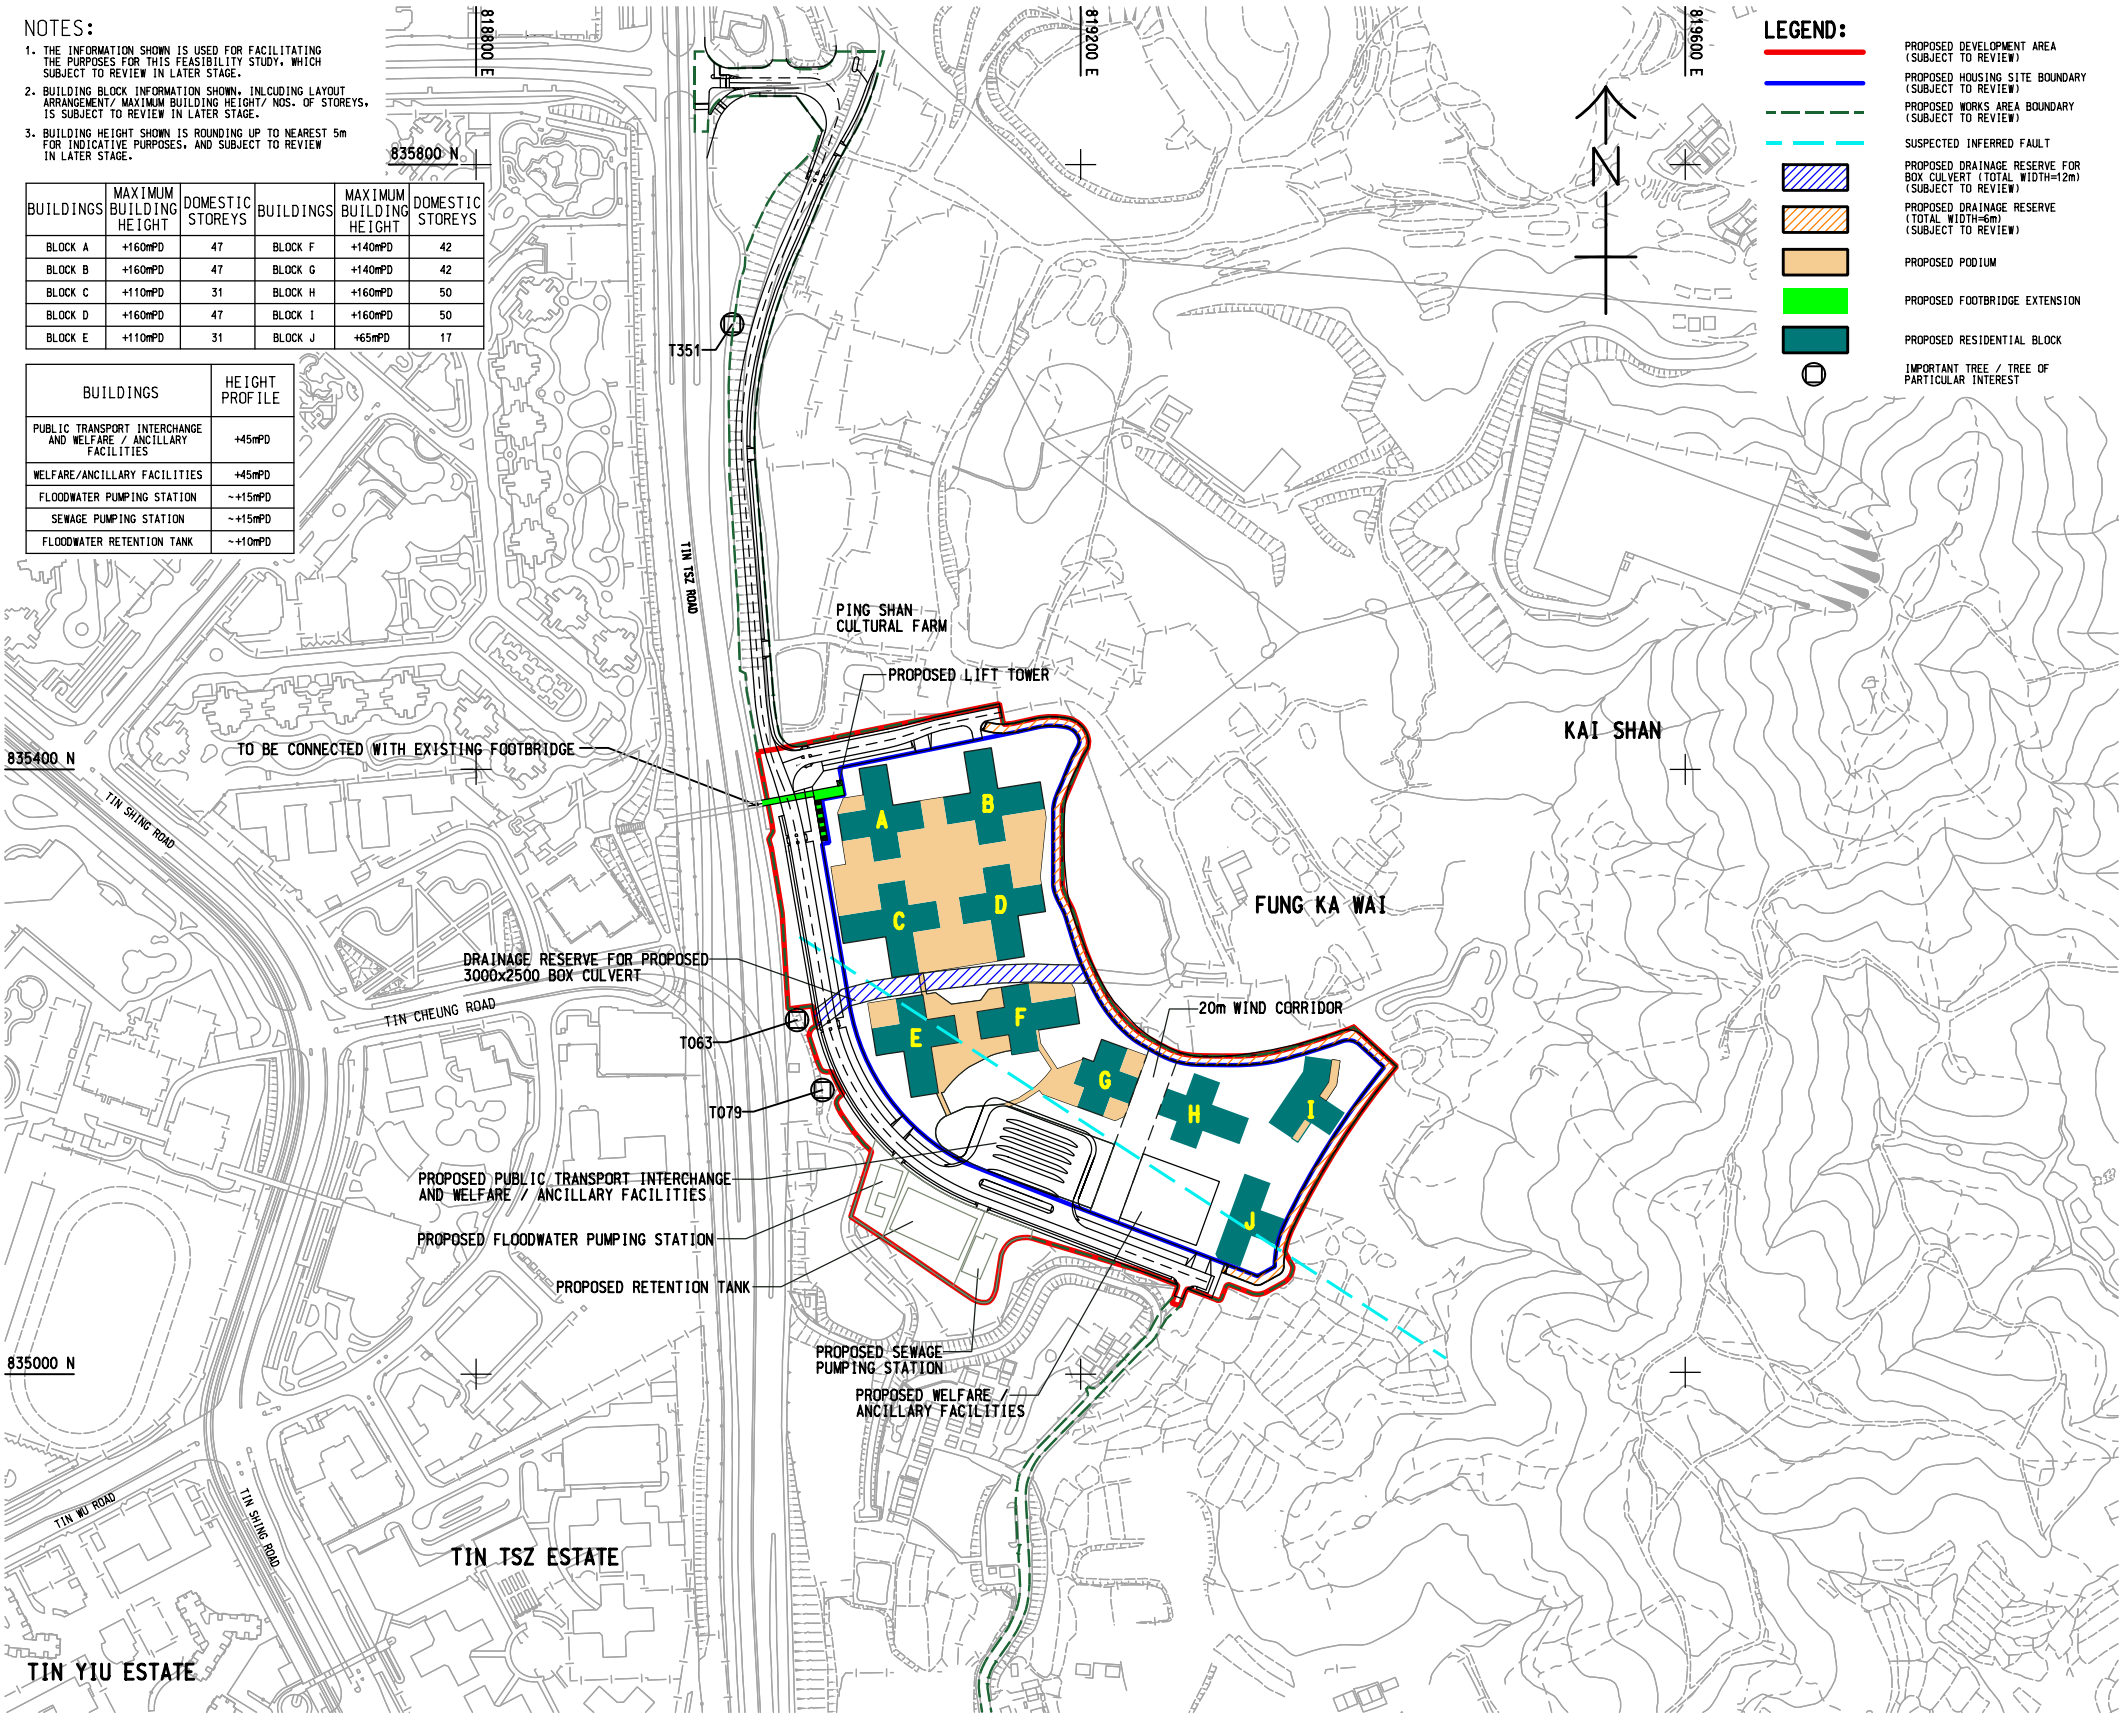 NOTES:
1. THE INFORMATION SHOWN IS USED FOR FACILITATING
THE PURPOSES FOR THIS FEASIBILITY STUDY, WHICH
SUBJECT TO REVIEW IN LATER STAGE.
2. BUILDING BLOCK INFORMATION SHOWN, INLCUDING LAYOUT
ARRANGEMENT/ MAXIMUM BUILDING HEIGHT/ NOS. OF STOREYS,
IS SUBJECT TO REVIEW IN LATER STAGE.
3. BUILDING HEIGHT SHOWN IS ROUNDING UP TO NEAREST 5m
FOR INDICATIVE PURPOSES, AND SUBJECT TO REVIEW
IN LATER STAGE.
BUILDINGS MAXIMUM BUILDING HEIGHT DOMESTIC STOREYS BUILDINGS MAXIMUM BUILDING HEIGHT DOMESTIC STOREYS
BLOCK A +160mPD 47 BLOCK F +140mPD 42
BLOCK B +160mPD 47 BLOCK G +140mPD 42
BLOCK C +110mPD 31 BLOCK H +160mPD 50
BLOCK D +160mPD 47 BLOCK I +160mPD 50
BLOCK E +110mPD 31 BLOCK J +65mPD 17
BUILDINGS HEIGHT PROFILE
PUBLIC TRANSPORT INTERCHANGE
AND WELFARE / ANCILLARY
FACILITIES
+45mPD
WELFARE/ANCILLARY FACILITIES +45mPD
FLOODWATER PUMPING STATION ~+15mPD
SEWAGE PUMPING STATION ~+15mPD
FLOODWATER RETENTION TANK ~+10mPD
818800 E
819200 E
819600 E
835800 N
835400 N
835000 N
LEGEND:
PROPOSED DEVELOPMENT AREA
(SUBJECT TO REVIEW)
PROPOSED HOUSING SITE BOUNDARY
(SUBJECT TO REVIEW)
PROPOSED WORKS AREA BOUNDARY
(SUBJECT TO REVIEW)
SUSPECTED INFERRED FAULT
PROPOSED DRAINAGE RESERVE FOR
BOX CULVERT (TOTAL WIDTH=12m)
(SUBJECT TO REVIEW)
PROPOSED DRAINAGE RESERVE
(TOTAL WIDTH=6m)
(SUBJECT TO REVIEW)
PROPOSED PODIUM
PROPOSED FOOTBRIDGE EXTENSION
PROPOSED RESIDENTIAL BLOCK
IMPORTANT TREE / TREE OF
PARTICULAR INTEREST
N
T351
TIN TSZ ROAD
PING SHAN
CULTURAL FARM
PROPOSED LIFT TOWER
TO BE CONNECTED WITH EXISTING FOOTBRIDGE
KAI SHAN
TIN SHING ROAD
A
B
C
D
FUNG KA WAI
DRAINAGE RESERVE FOR PROPOSED
3000x2500 BOX CULVERT
TIN CHEUNG ROAD
20m WIND CORRIDOR
T063
E
F
G
H
I
J
T079
PROPOSED PUBLIC TRANSPORT INTERCHANGE
AND WELFARE / ANCILLARY FACILITIES
PROPOSED FLOODWATER PUMPING STATION
PROPOSED RETENTION TANK
PROPOSED SEWAGE
PUMPING STATION
PROPOSED WELFARE /
ANCILLARY FACILITIES
TIN WU ROAD
TIN SHING ROAD
TIN TSZ ESTATE
TIN YIU ESTATE